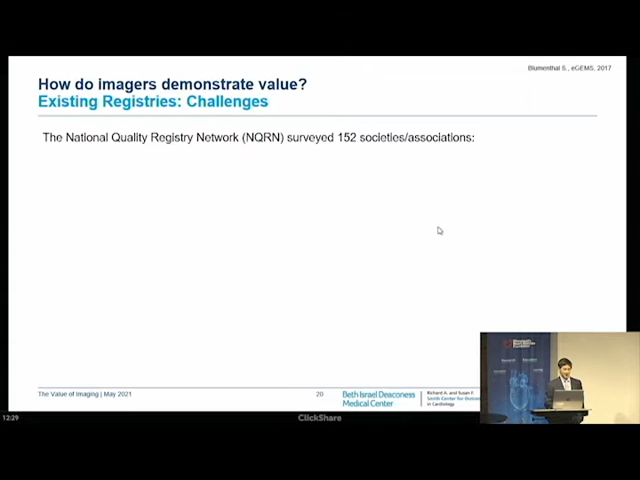 Blumenthal S., eGEMS, 2017
How do imagers demonstrate value?
Existing Registries: Challenges
The National Quality Registry Network (NQRN) surveyed 152 societies/associations:
The Value of Imaging | May 2021
20
Beth Israel Deaconess
Medical Center
Richard A. and Susan F.
Smith Center for
in Cardiology
12:29
ClickShare